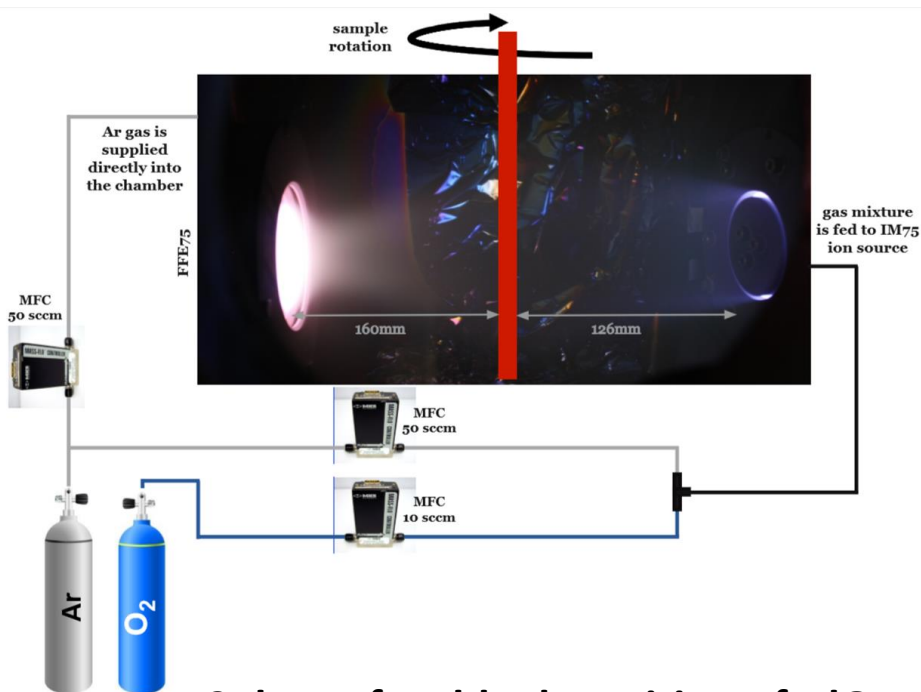 sample
rotation
Ar gas is
supplied
directly into
the chamber
FFE75
gas mixture
is fed to IM75
ion source
160mm
126mm
MFC
50 sccm
MFC
50 sccm
MFC
10 sccm
Ar
O₂